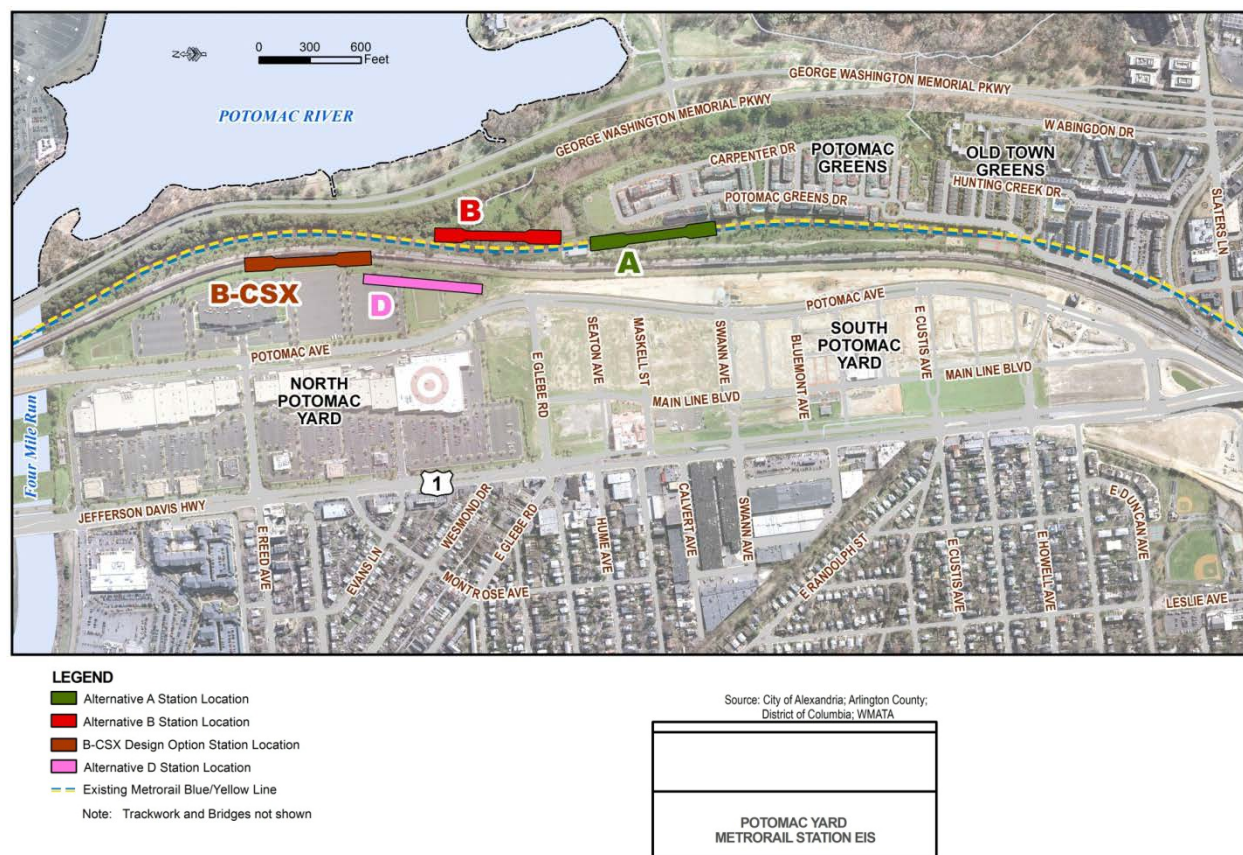 N
0 300 600
Feet
POTOMAC RIVER
GEORGE WASHINGTON MEMORIAL PKWY
GEORGE WASHINGTON MEMORIAL PKWY
W ABINGDON DR
CARPENTER DR
POTOMAC
GREENS
OLD TOWN
GREENS
HUNTING CREEK DR
POTOMAC GREENS DR
SLATERS LN
B
A
B-CSX
D
POTOMAC AVE
POTOMAC AVE
SOUTH
POTOMAC
YARD
E CUSTIS AVE
SEATON AVE
MASKELL ST
SWANN AVE
BLUEMONT AVE
E GLEBE RD
MAIN LINE BLVD
MAIN LINE BLVD
NORTH
POTOMAC
YARD
Four Mile Run
1
JEFFERSON DAVIS HWY
E REED AVE
EVANS LN
WESMOND DR
E GLEBE RD
MONTROSE AVE
HUME AVE
CALVERT AVE
SWANN AVE
E RANDOLPH ST
E CUSTIS AVE
E HOWELL AVE
E DUNCAN AVE
LESLIE AVE
LEGEND
Alternative A Station Location
Alternative B Station Location
B-CSX Design Option Station Location
Alternative D Station Location
Existing Metrorail Blue/Yellow Line
Note: Trackwork and Bridges not shown
Source: City of Alexandria; Arlington County;
District of Columbia; WMATA
POTOMAC YARD
METRORAIL STATION EIS